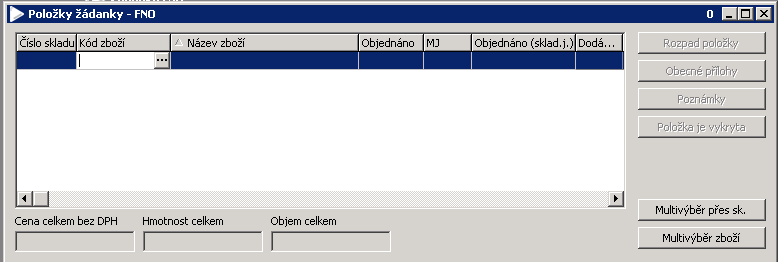 Položky žádanky - FNO 0
Číslo skladu Kód zboží Název zboží Objednáno MJ Objednáno (sklad.j.) Dodá...
...
Rozpad položky
Obecné přílohy
Poznámky
Položka je vykryta
Multivýběr přes sk.
Multivýběr zboží
Cena celkem bez DPH Hmotnost celkem Objem celkem